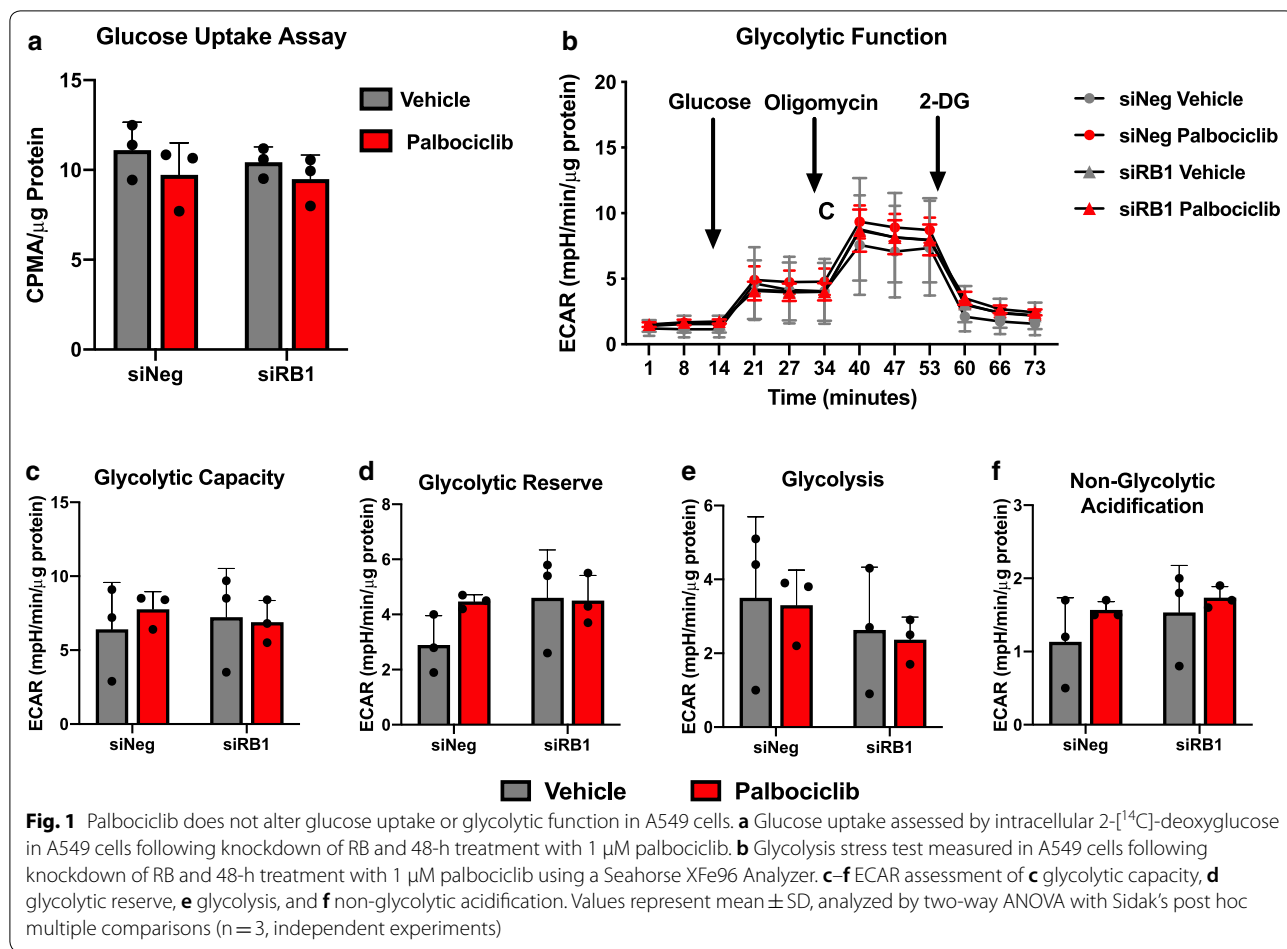 a
Glucose Uptake Assay
15
10
5
0
CPMA/µg Protein
siNeg
siRB1
Vehicle
Palbociclib
b
Glycolytic Function
20
15
10
5
0
ECAR (mpH/min/µg protein)
Glucose
Oligomycin
2-DG
C
1 8 14 21 27 34 40 47 53 60 66 73
Time (minutes)
siNeg Vehicle
siNeg Palbociclib
siRB1 Vehicle
siRB1 Palbociclib
c
Glycolytic Capacity
15
10
5
0
ECAR (mpH/min/µg protein)
siNeg
siRB1
d
Glycolytic Reserve
8
6
4
2
ECAR (mpH/min/µg protein)
siNeg
siRB1
e
Glycolysis
6
4
2
0
ECAR (mpH/min/µg protein)
siNeg
siRB1
f
Non-Glycolytic
Acidification
3
2
1
0
ECAR (mpH/min/µg protein)
siNeg
siRB1
Vehicle
Palbociclib
Fig. 1 Palbociclib does not alter glucose uptake or glycolytic function in A549 cells. a Glucose uptake assessed by intracellular 2-[¹⁴C]-deoxyglucose
in A549 cells following knockdown of RB and 48-h treatment with 1 µM palbociclib. b Glycolysis stress test measured in A549 cells following
knockdown of RB and 48-h treatment with 1 µM palbociclib using a Seahorse XFe96 Analyzer. c–f ECAR assessment of c glycolytic capacity, d
glycolytic reserve, e glycolysis, and f non-glycolytic acidification. Values represent mean ± SD, analyzed by two-way ANOVA with Sidak's post hoc
multiple comparisons (n = 3, independent experiments)